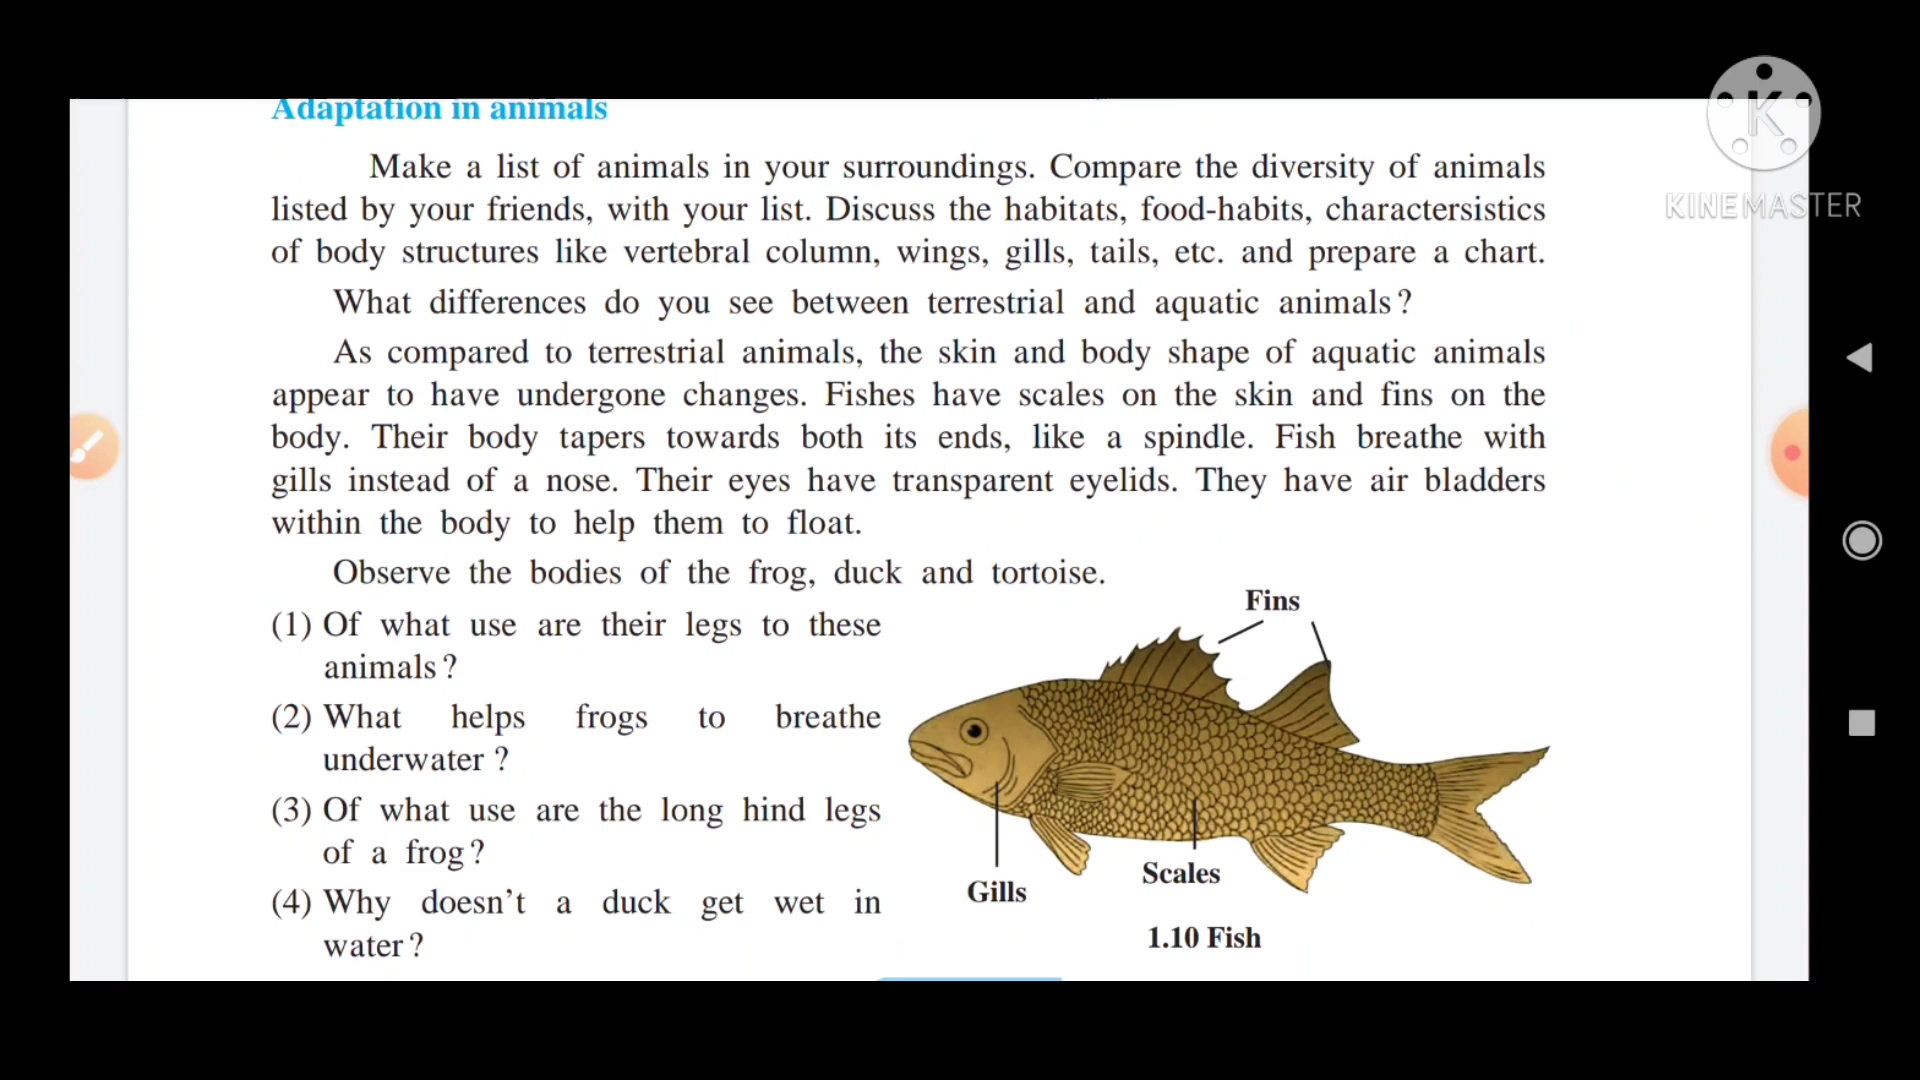 Adaptation in animals
Make a list of animals in your surroundings. Compare the diversity of animals
listed by your friends, with your list. Discuss the habitats, food-habits, charactersistics
of body structures like vertebral column, wings, gills, tails, etc. and prepare a chart.
What differences do you see between terrestrial and aquatic animals?
As compared to terrestrial animals, the skin and body shape of aquatic animals
appear to have undergone changes. Fishes have scales on the skin and fins on the
body. Their body tapers towards both its ends, like a spindle. Fish breathe with
gills instead of a nose. Their eyes have transparent eyelids. They have air bladders
within the body to help them to float.
Observe the bodies of the frog, duck and tortoise.
(1) Of what use are their legs to these
animals?
(2) What helps frogs to breathe
underwater ?
(3) Of what use are the long hind legs
of a frog?
(4) Why doesn't a duck get wet in
water?
Fins
Gills
Scales
1.10 Fish
K
KINEMASTER